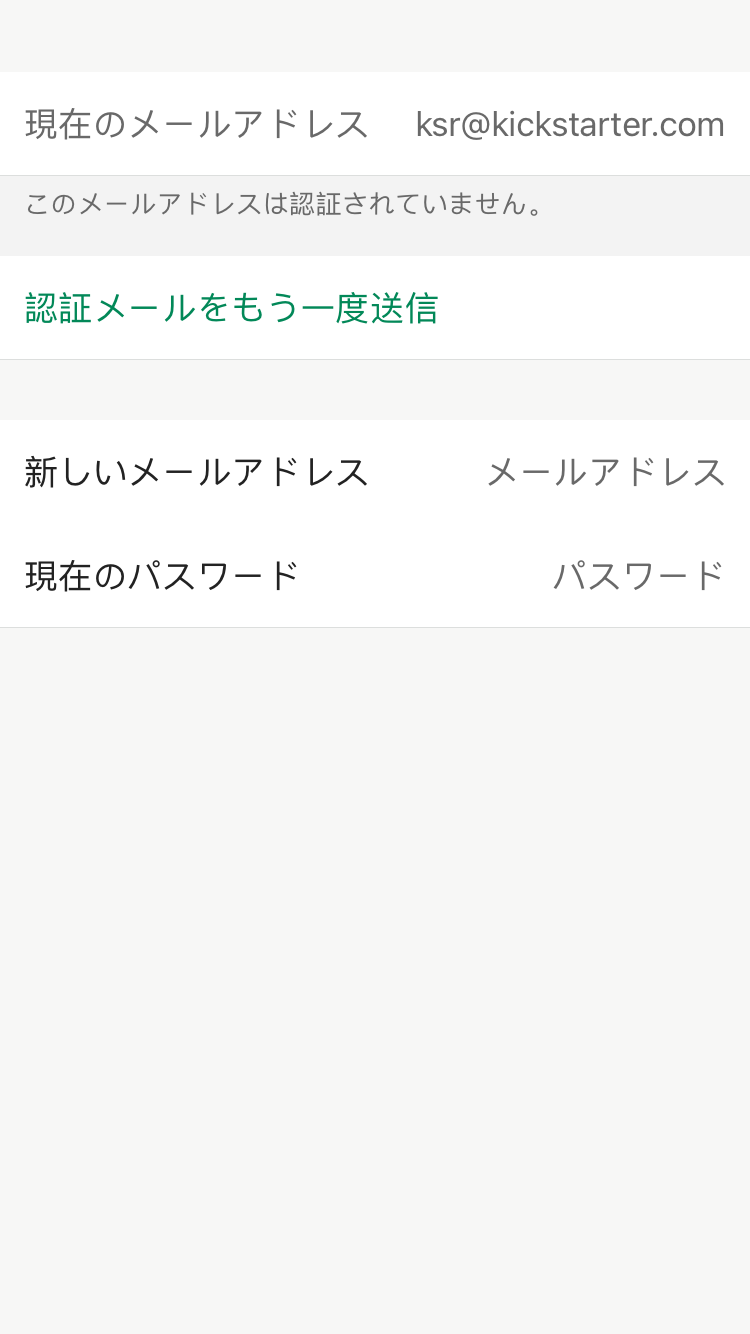 現在のメールアドレス ksr@kickstarter.com
このメールアドレスは認証されていません。
認証メールをもう一度送信
新しいメールアドレス メールアドレス
現在のパスワード パスワード